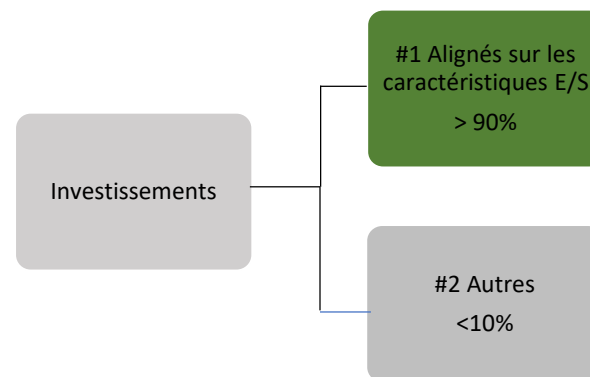 #1 Alignés sur les
caractéristiques E/S
> 90%
Investissements
#2 Autres
<10%